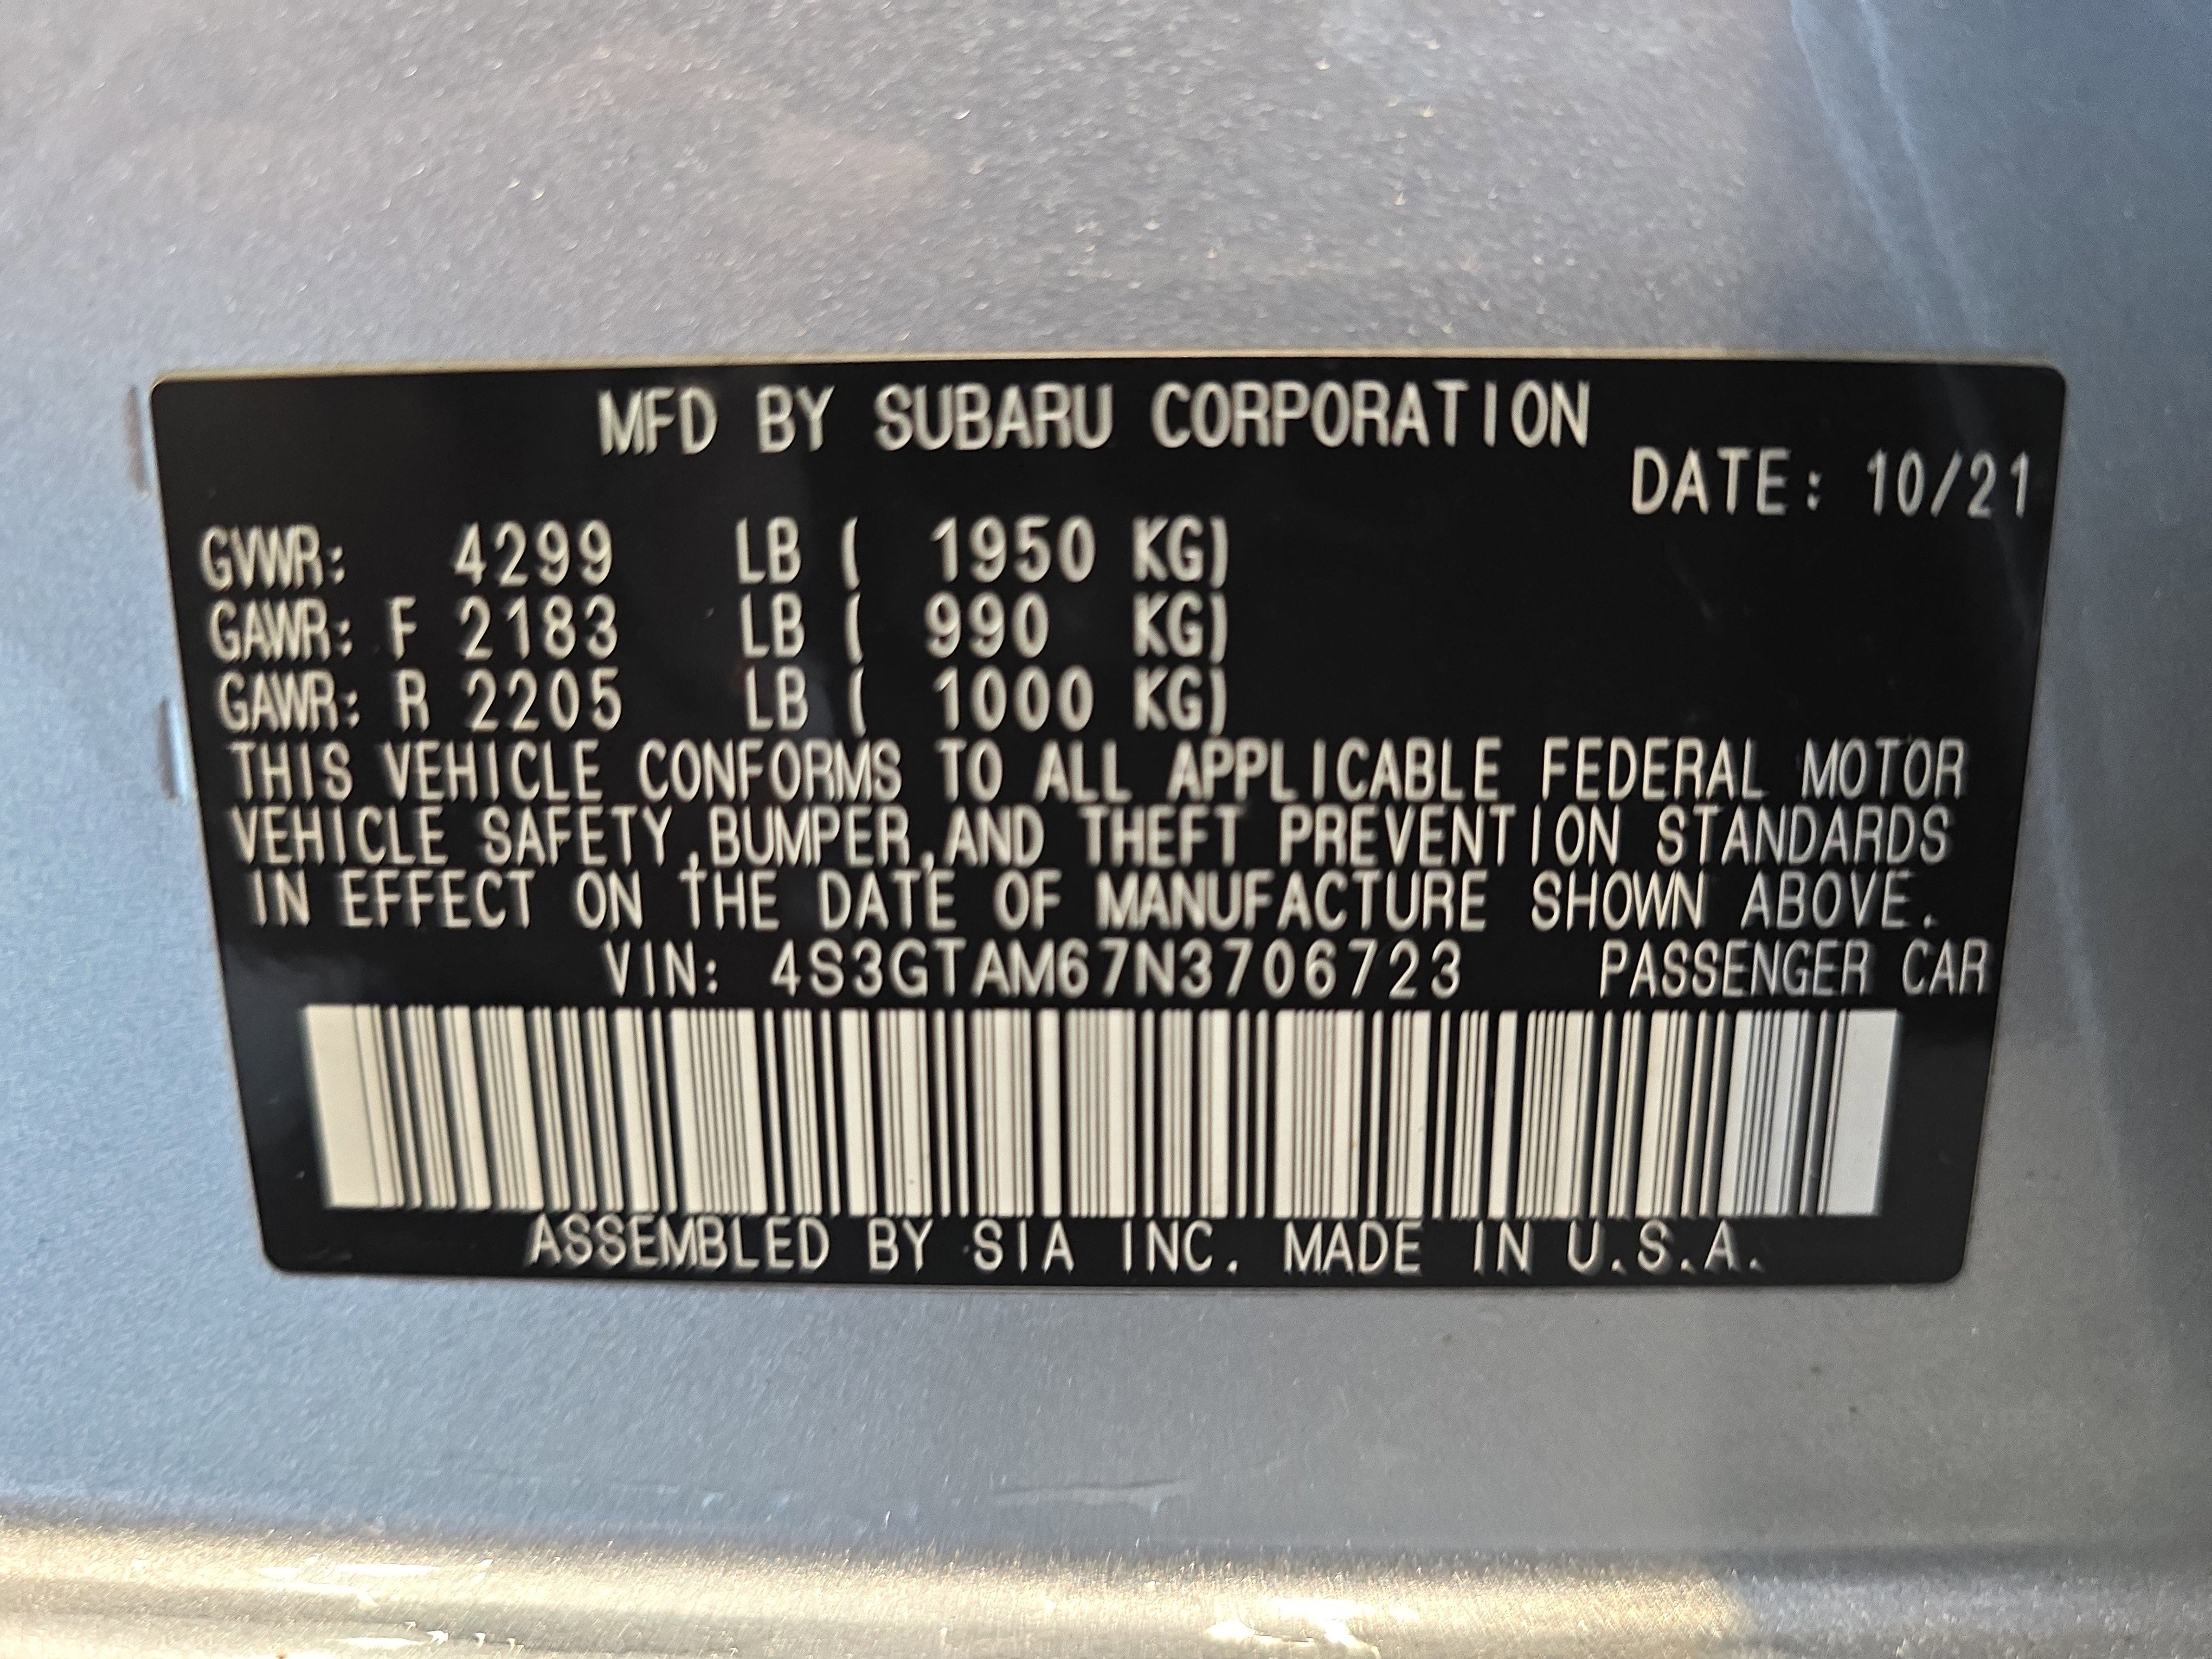 MFD BY SUBARU CORPORATION
DATE: 10/21
GVWR: 4299 LB ( 1950 KG)
GAWR: F 2183 LB ( 990 KG)
GAWR: R 2205 LB ( 1000 KG)
THIS VEHICLE CONFORMS TO ALL APPLICABLE FEDERAL MOTOR
VEHICLE SAFETY,BUMPER,AND THEFT PREVENTION STANDARDS
IN EFFECT ON THE DATE OF MANUFACTURE SHOWN ABOVE.
VIN: 4S3GTAM67N3706723 PASSENGER CAR
ASSEMBLED BY SIA INC. MADE IN U.S.A.